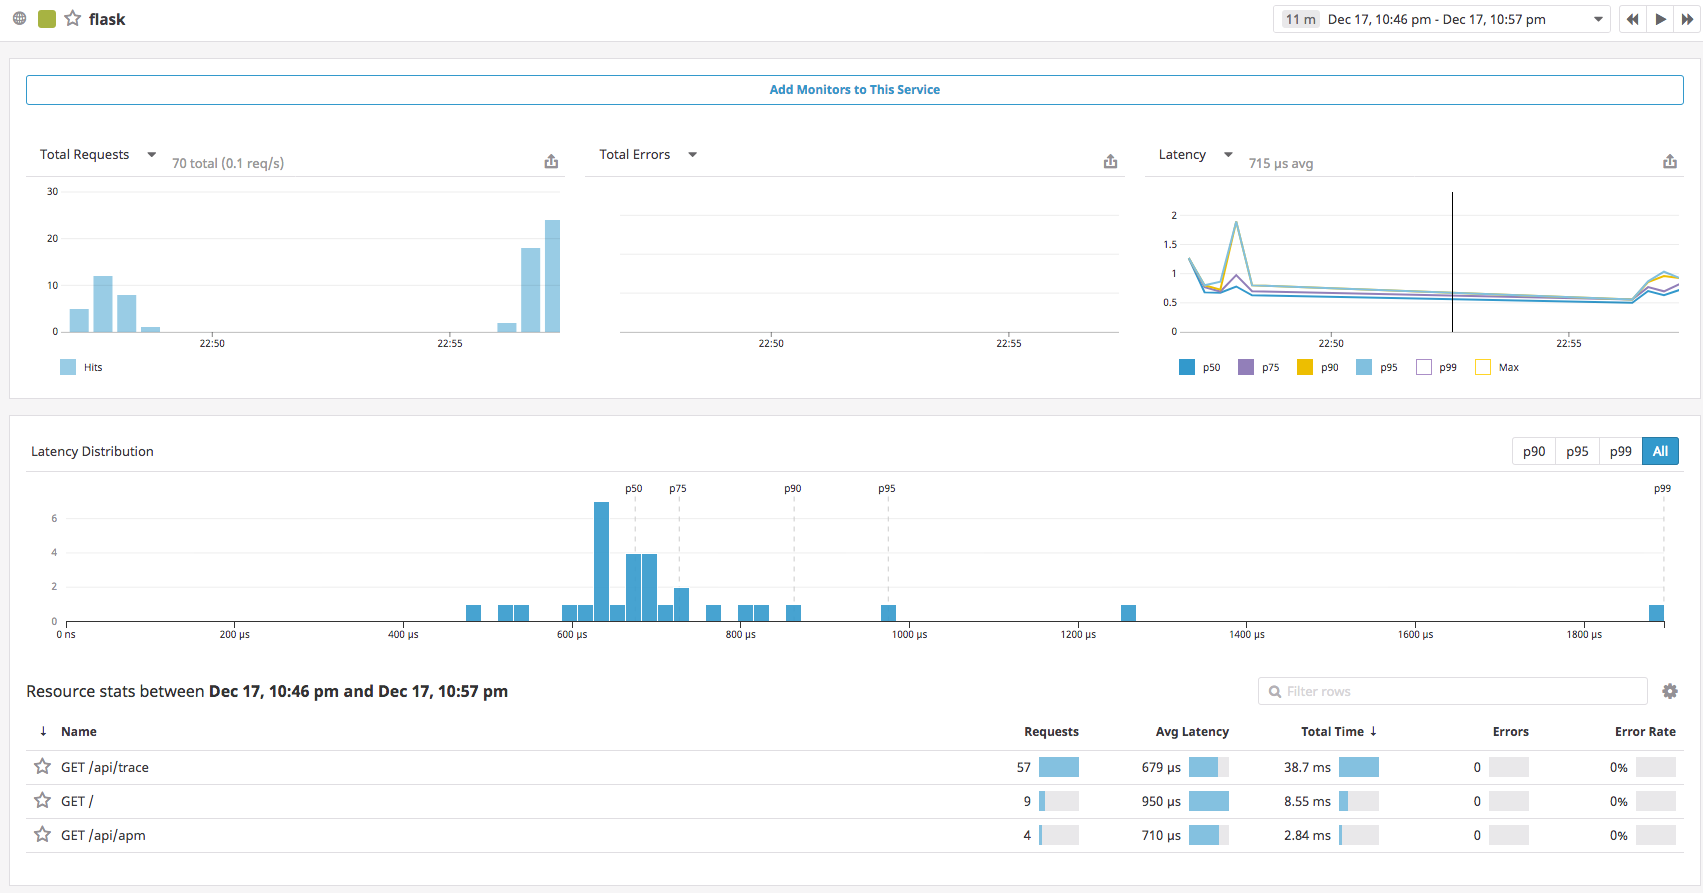 flask
11 m Dec 17, 10:46 pm - Dec 17, 10:57 pm
Add Monitors to This Service
Total Requests 70 total (0.1 req/s)
30
20
10
0
22:50 22:55
Hits
Total Errors
22:50 22:55
Latency 715 µs avg
2
1.5
1
0.5
0
22:50 22:55
p50 p75 p90 p95 p99 Max
Latency Distribution
p90 p95 p99 All
p50 p75 p90 p95 p99
6
4
2
0
0 ns 200 µs 400 µs 600 µs 800 µs 1000 µs 1200 µs 1400 µs 1600 µs 1800 µs
Resource stats between Dec 17, 10:46 pm and Dec 17, 10:57 pm
Filter rows
↓ Name Requests Avg Latency Total Time ↓ Errors Error Rate
GET /api/trace 57 679 µs 38.7 ms 0 0%
GET / 9 950 µs 8.55 ms 0 0%
GET /api/apm 4 710 µs 2.84 ms 0 0%